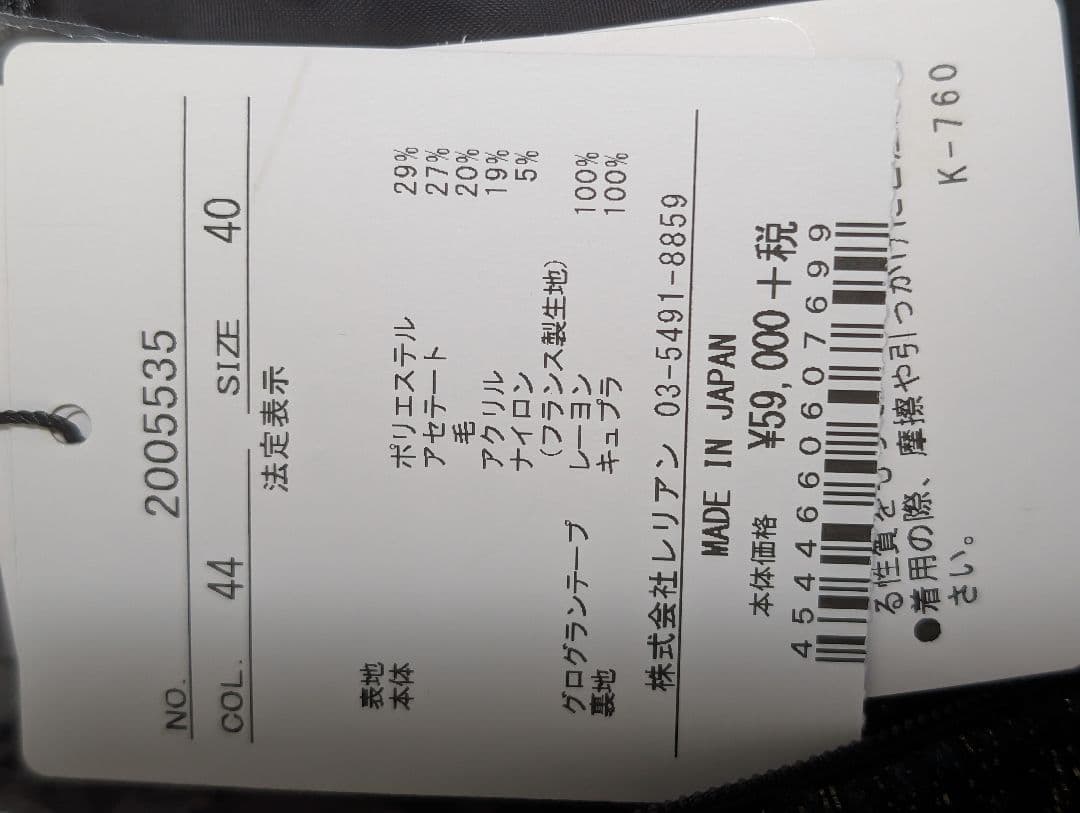 NO. 2005535
COL. 44 SIZE 40
法定表示
表地
本体 ポリエステル 29%
アセテート 27%
毛 20%
アクリル 19%
ナイロン 5%
(フランス製生地)
グログランテープ レーヨン 100%
裏地 キュプラ 100%
株式会社レリアン 03-5491-8859
MADE IN JAPAN
本体価格 ¥59,000+税
4544660607699
る性質を
●着用の際、摩擦や引っかけに
さい。
K-760